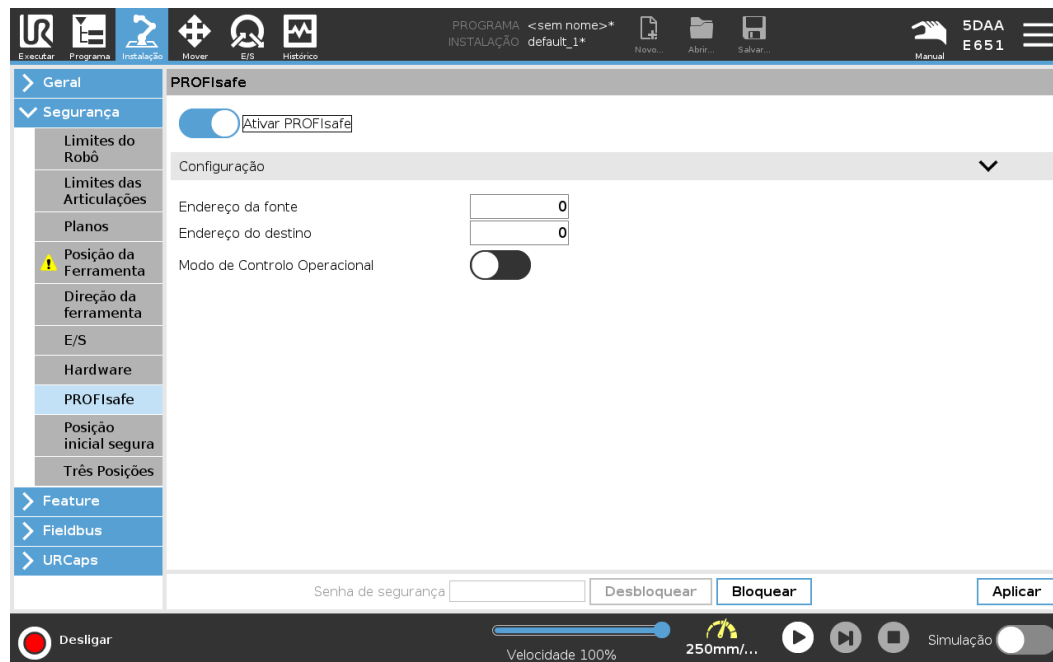 UR
Executar
Programa
Instalação
Mover
E/S
Histórico
PROGRAMA <sem nome>*
INSTALAÇÃO default_1*
Novo...
Abrir...
Salvar...
Manual
5DAA
E651
Geral
Segurança
Limites do
Robô
Limites das
Articulações
Planos
Posição da
Ferramenta
Direção da
ferramenta
E/S
Hardware
PROFIsafe
Posição
inicial segura
Três Posições
Feature
Fieldbus
URCaps
PROFIsafe
Ativar PROFIsafe
Configuração
Endereço da fonte 0
Endereço do destino 0
Modo de Controlo Operacional
Senha de segurança
Desbloquear
Bloquear
Aplicar
Desligar
Velocidade 100%
250mm/...
Simulação